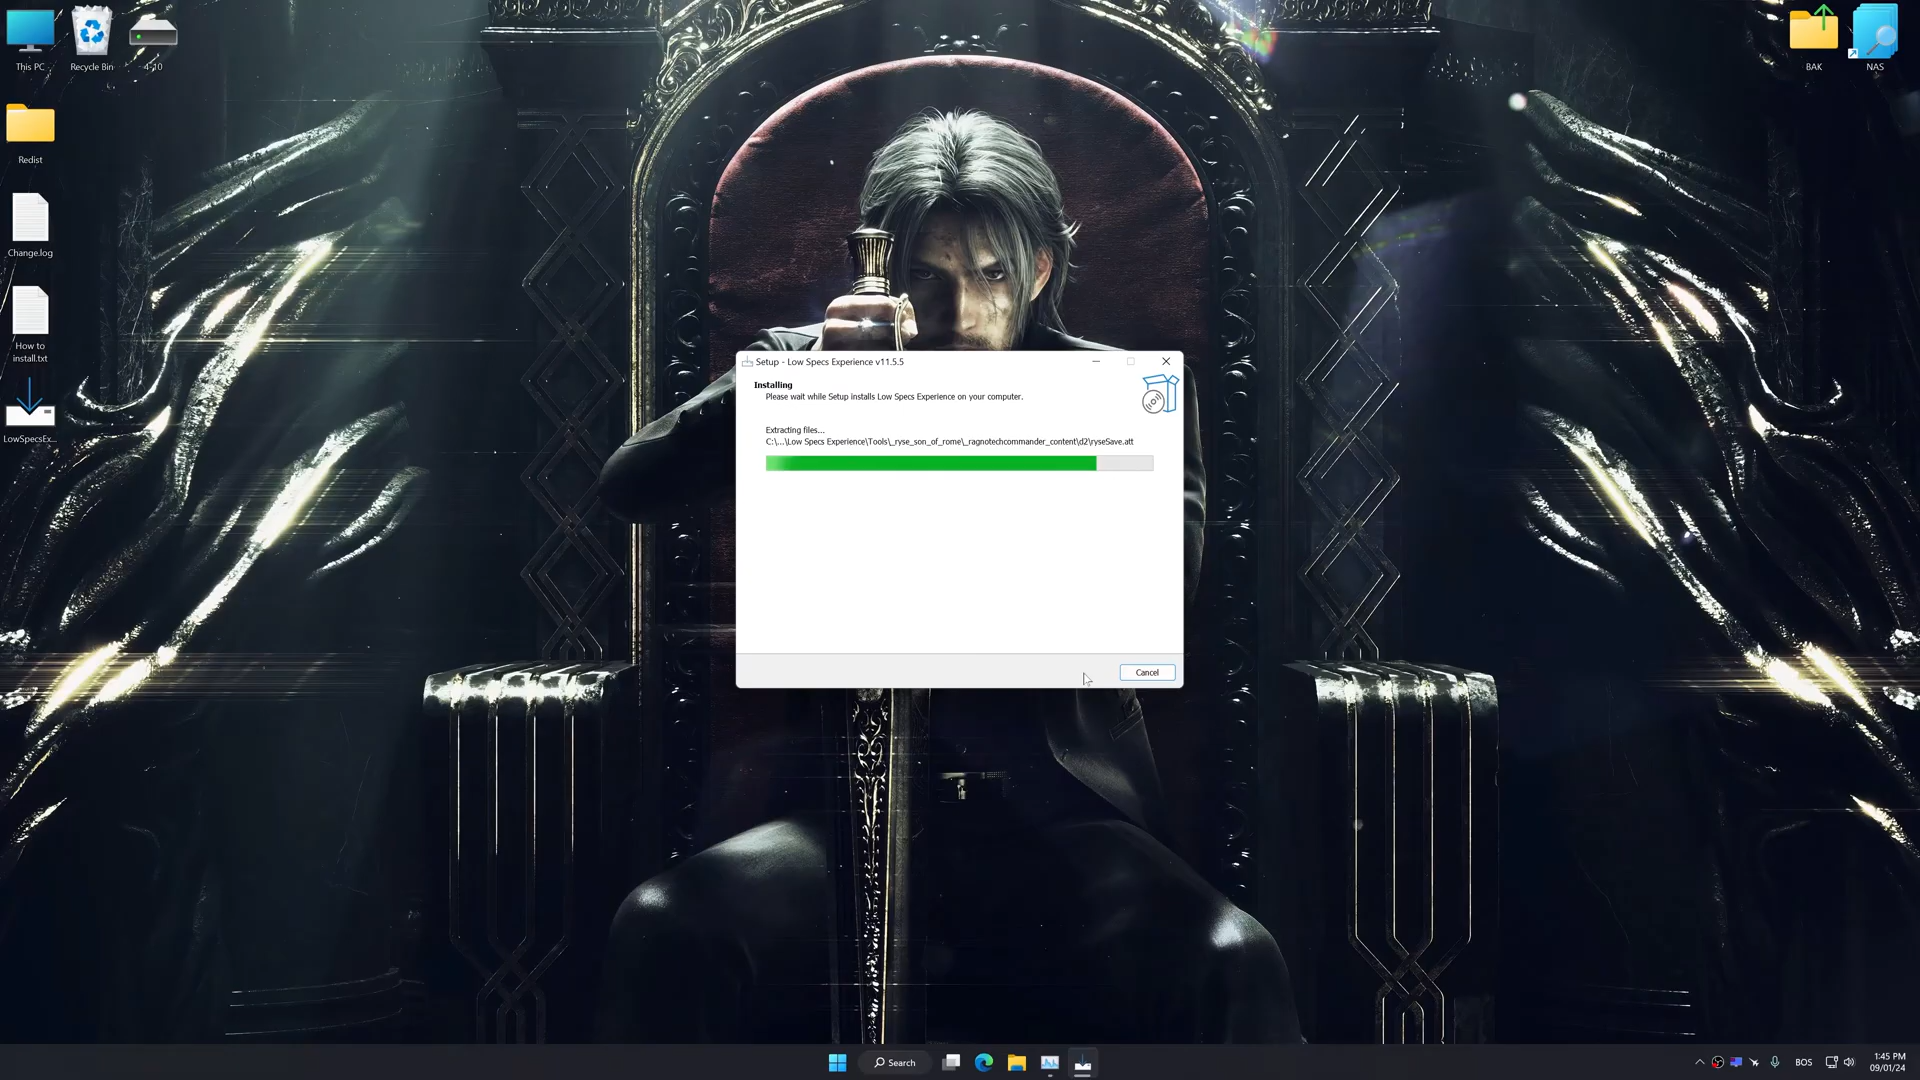 This PC
Recycle Bin
4-10
BAK
NAS
Redist
Change.log
How to
install.txt
LowSpecsEx...
Setup - Low Specs Experience v11.5.5
Installing
Please wait while Setup installs Low Specs Experience on your computer.
Extracting files...
C:\...\Low Specs Experience\Tools\_ryse_son_of_rome\_ragnotechcommander_content\d2\ryseSave.att
Cancel
Search
BOS
1:45 PM
09/01/24